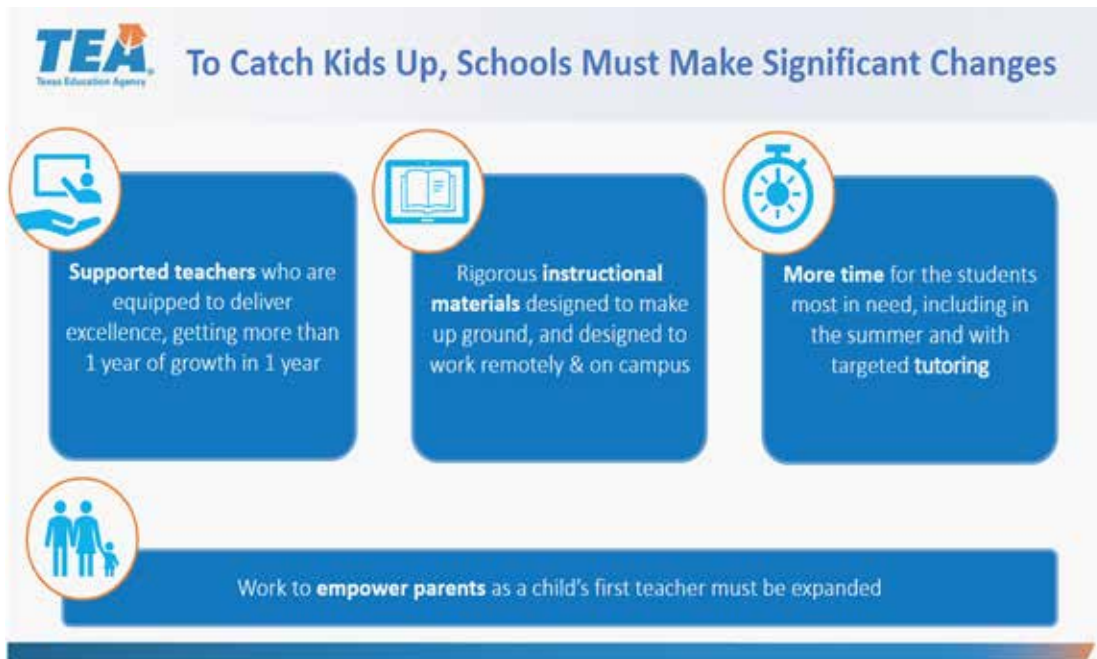 TEA
Texas Education Agency
To Catch Kids Up, Schools Must Make Significant Changes
Supported teachers who are
equipped to deliver
excellence, getting more than
1 year of growth in 1 year
Rigorous instructional
materials designed to make
up ground, and designed to
work remotely & on campus
More time for the students
most in need, including in
the summer and with
targeted tutoring
Work to empower parents as a child's first teacher must be expanded